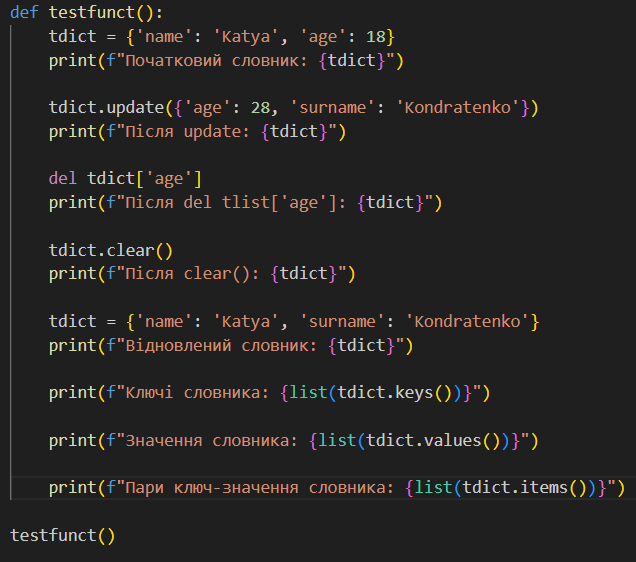 def testfunct():
    tdict = {'name': 'Katya', 'age': 18}
    print(f"Початковий словник: {tdict}")

    tdict.update({'age': 28, 'surname': 'Kondratenko'})
    print(f"Після update: {tdict}")

    del tdict['age']
    print(f"Після del tlist['age']: {tdict}")

    tdict.clear()
    print(f"Після clear(): {tdict}")

    tdict = {'name': 'Katya', 'surname': 'Kondratenko'}
    print(f"Відновлений словник: {tdict}")

    print(f"Ключі словника: {list(tdict.keys())}")

    print(f"Значення словника: {list(tdict.values())}")

    print(f"Пари ключ-значення словника: {list(tdict.items())}")

testfunct()